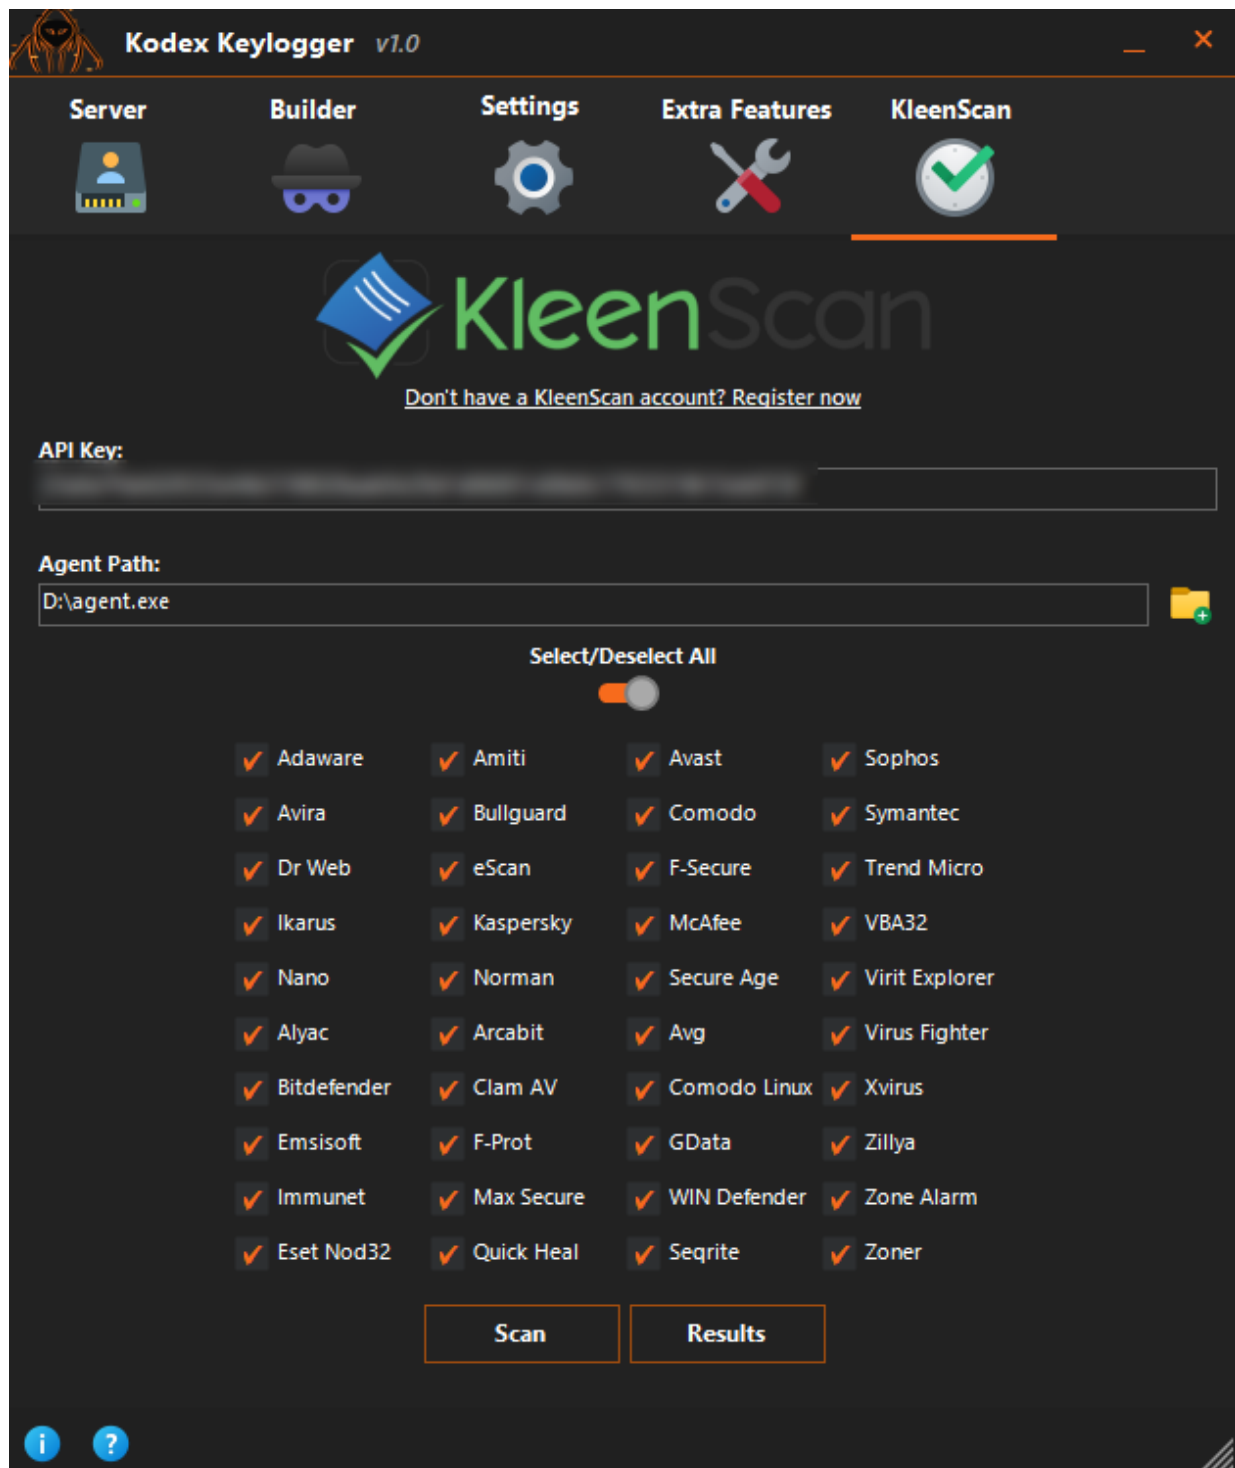 Kodex Keylogger v1.0
Server Builder Settings Extra Features KleenScan
KleenScan
Don't have a KleenScan account? Register now
API Key:
Agent Path:
D:\agent.exe
Select/Deselect All
Adaware Amiti Avast Sophos
Avira Bullguard Comodo Symantec
Dr Web eScan F-Secure Trend Micro
Ikarus Kaspersky McAfee VBA32
Nano Norman Secure Age Virit Explorer
Alyac Arcabit Avg Virus Fighter
Bitdefender Clam AV Comodo Linux Xvirus
Emsisoft F-Prot GData Zillya
Immunet Max Secure WIN Defender Zone Alarm
Eset Nod32 Quick Heal Seqrite Zoner
Scan Results
i ?